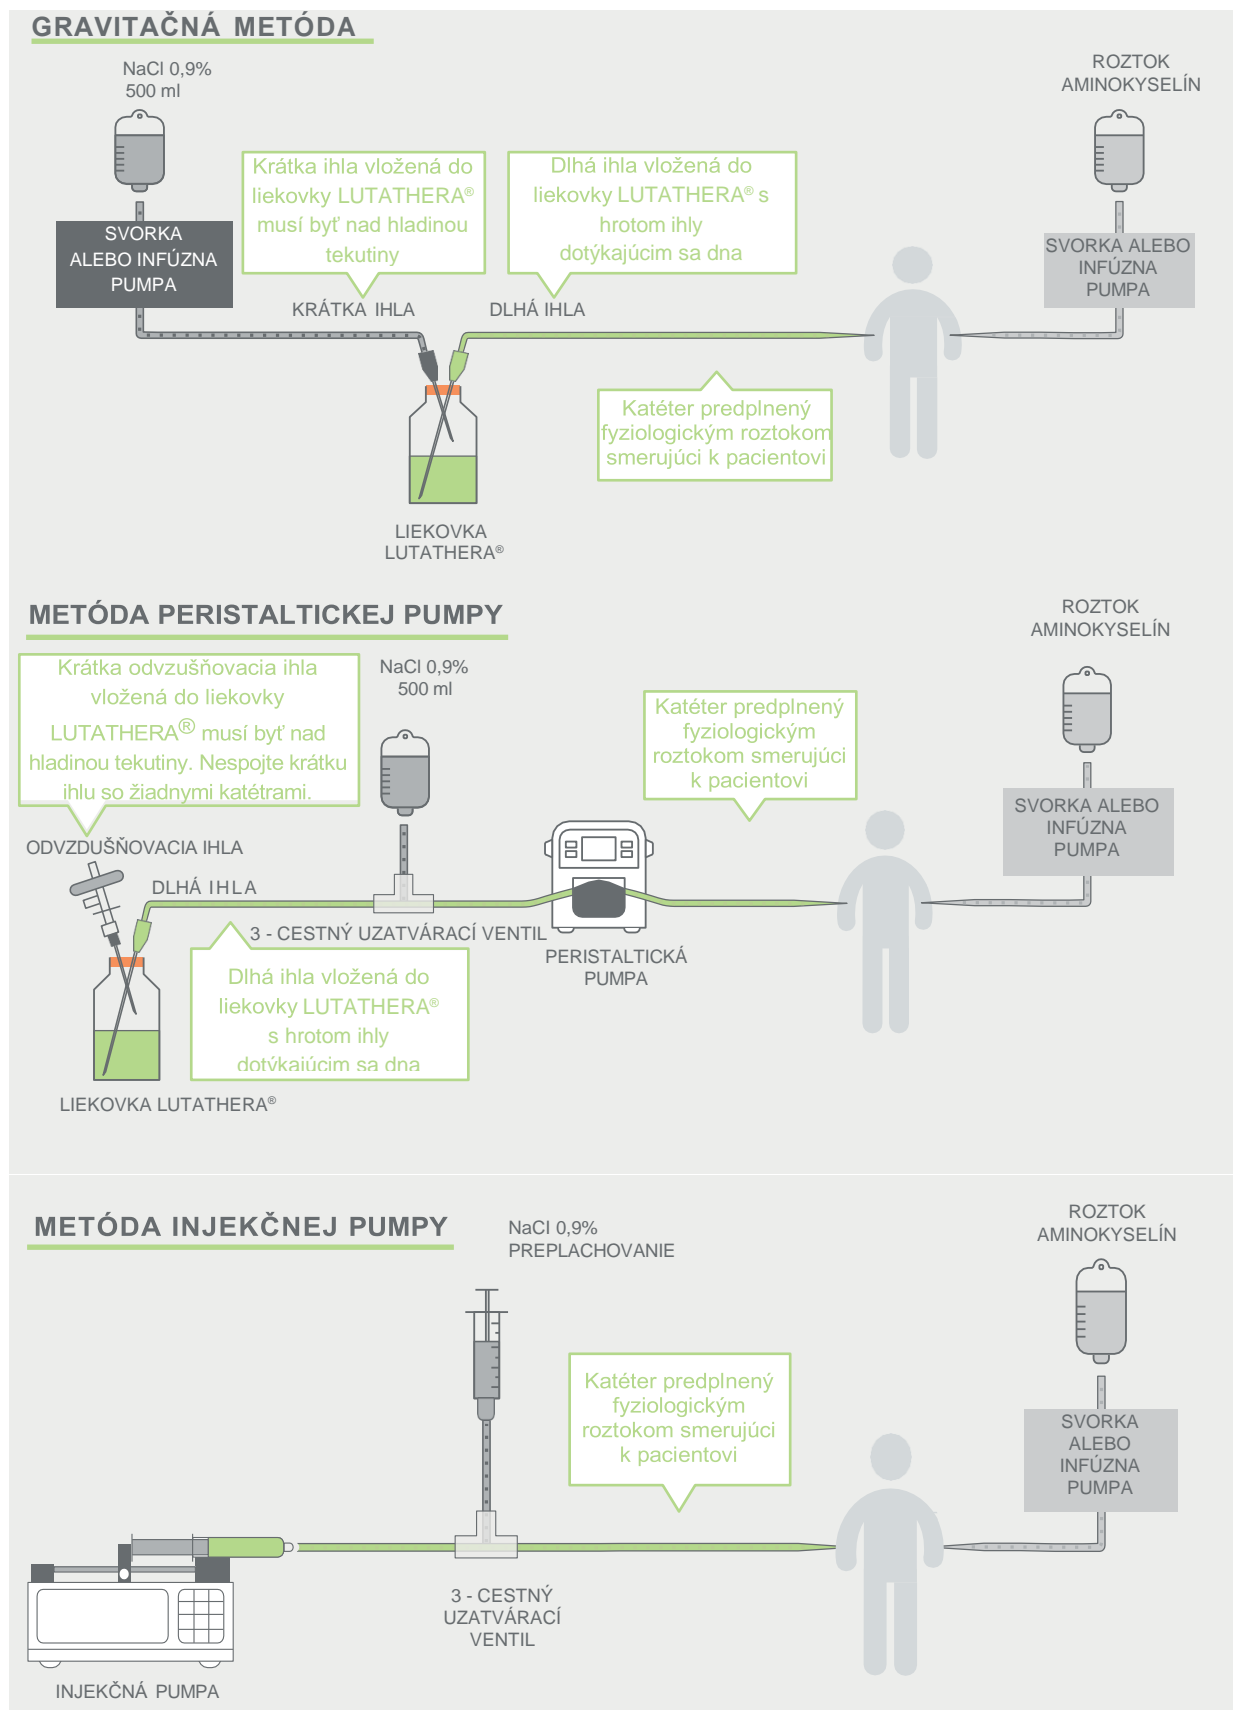 GRAVITAČNÁ METÓDA
NaCl 0,9%
500 ml
ROZTOK
AMINOKYSELÍN
Krátka ihla vložená do
liekovky LUTATHERA®
musí byť nad hladinou
tekutiny
Dlhá ihla vložená do
liekovky LUTATHERA® s
hrotom ihly
dotýkajúcim sa dna
SVORKA
ALEBO INFÚZNA
PUMPA
SVORKA ALEBO
INFÚZNA
PUMPA
KRÁTKA IHLA
DLHÁ IHLA
Katéter predplnený
fyziologickým roztokom
smerujúci k pacientovi
LIEKOVKA
LUTATHERA®
METÓDA PERISTALTICKEJ PUMPY
ROZTOK
AMINOKYSELÍN
Krátka odvzušňovacia ihla
vložená do liekovky
LUTATHERA® musí byť nad
hladinou tekutiny. Nespojte krátku
ihlu so žiadnymi katétrami.
NaCl 0,9%
500 ml
Katéter predplnený
fyziologickým
roztokom smerujúci
k pacientovi
SVORKA ALEBO
INFÚZNA
PUMPA
ODVZDUŠŇOVACIA IHLA
DLHÁ IHLA
3 - CESTNÝ UZATVÁRACÍ VENTIL
PERISTALTICKÁ
PUMPA
Dlhá ihla vložená do
liekovky LUTATHERA®
s hrotom ihly
dotýkajúcim sa dna
LIEKOVKA LUTATHERA®
METÓDA INJEKČNEJ PUMPY
NaCl 0,9%
PREPLACHOVANIE
ROZTOK
AMINOKYSELÍN
Katéter predplnený
fyziologickým
roztokom smerujúci
k pacientovi
SVORKA
ALEBO
INFÚZNA
PUMPA
3 - CESTNÝ
UZATVÁRACÍ
VENTIL
INJEKČNÁ PUMPA